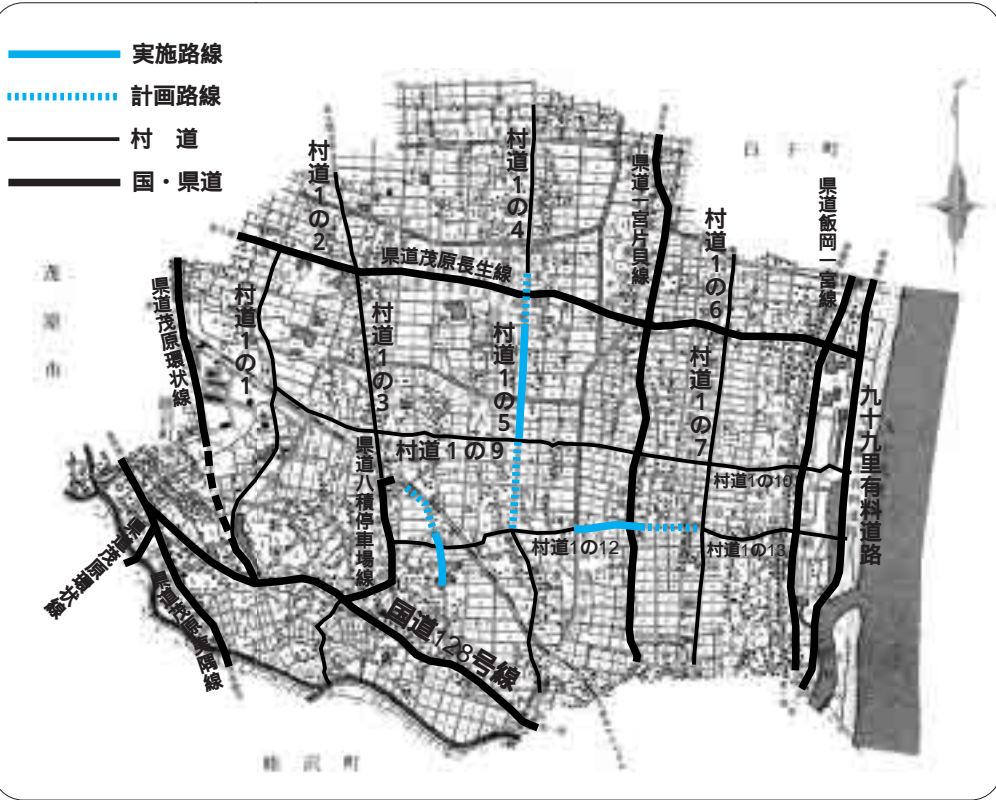 実施路線
計画路線
村 道
国・県道
白子町
村道1の2
村道1の4
県道一宮片貝線
村道1の6
県道飯岡一宮線
県道茂原長生線
茂原市
県道茂原環状線
村道1の1
村道1の3
村道1の5
村道1の7
九十九里有料道路
村道1の9
県道八積停車場線
村道1の10
村道1の12
村道1の13
県道茂原環状線
県道茂原夷隅線
国道128号線
睦沢町